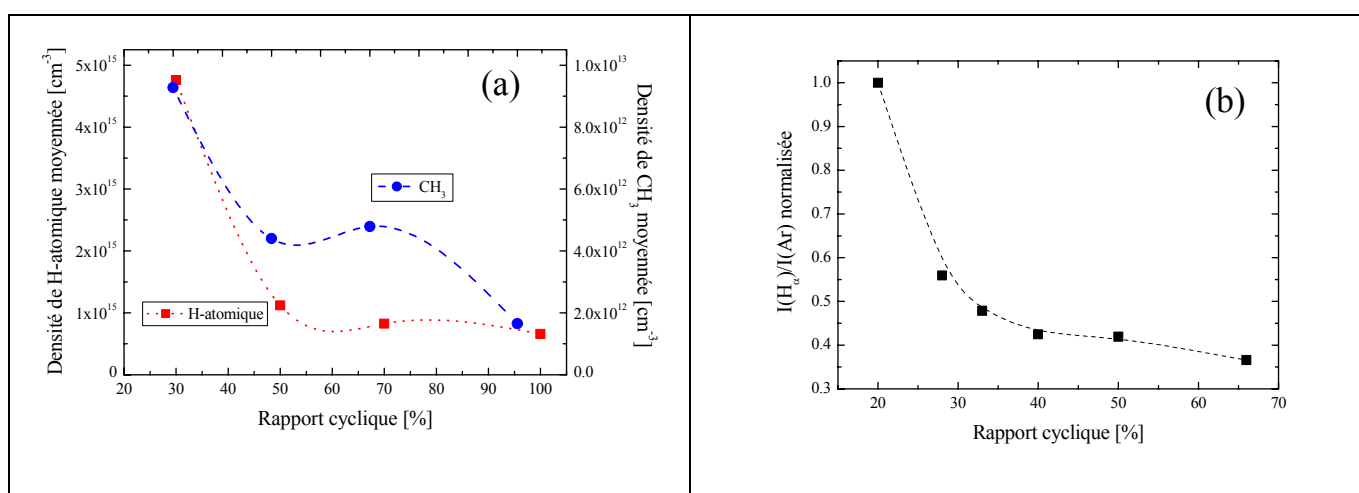 (a)
Densité de H-atomique moyennée [cm⁻³]
5x10¹⁵
4x10¹⁵
3x10¹⁵
2x10¹⁵
1x10¹⁵
0
1.0x10¹³
8.0x10¹²
6.0x10¹²
4.0x10¹²
2.0x10¹²
0.0
Densité de CH₃ moyennée [cm⁻³]
CH₃
H-atomique
20 30 40 50 60 70 80 90 100
Rapport cyclique [%]
(b)
I(Hα)/I(Ar) normalisée
1.0
0.9
0.8
0.7
0.6
0.5
0.4
0.3
20 30 40 50 60 70
Rapport cyclique [%]